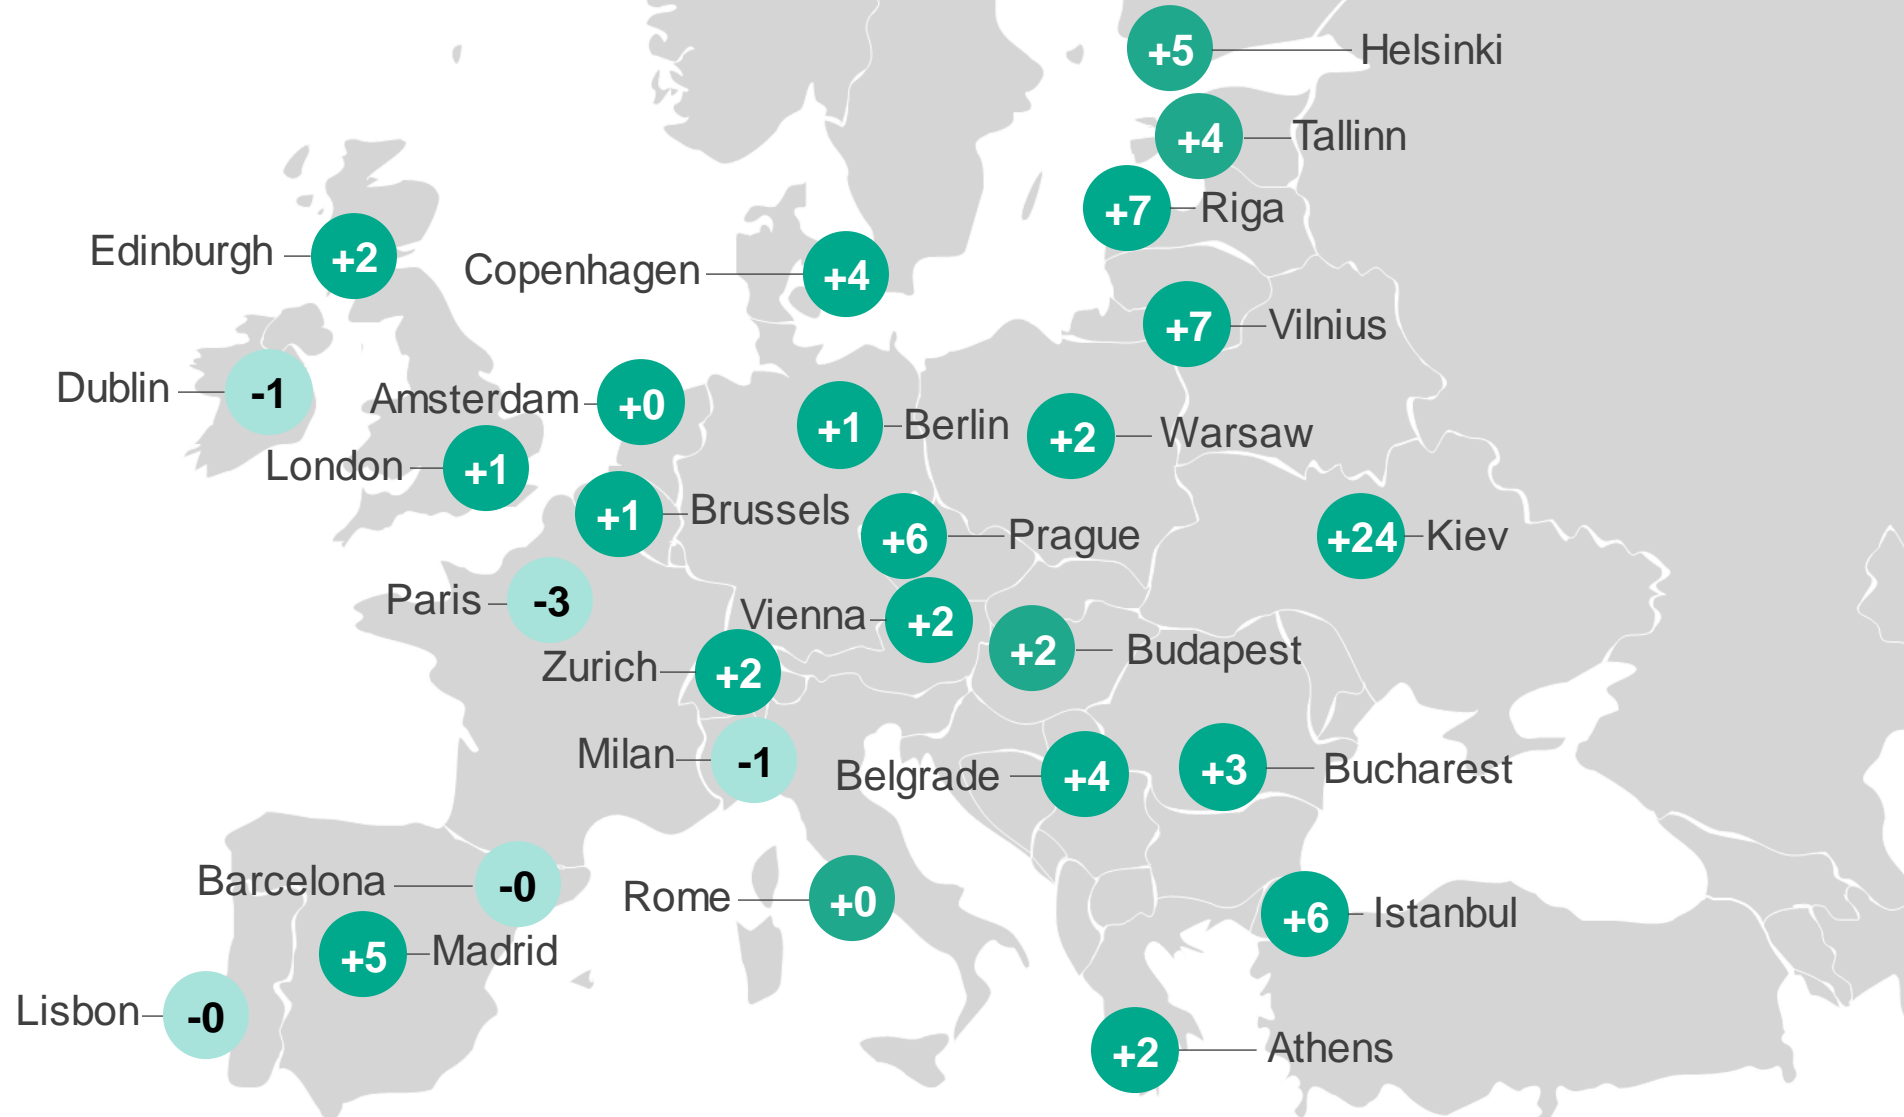 +5 Helsinki
+4 Tallinn
+7 Riga
Edinburgh +2
Copenhagen +4
+7 Vilnius
Dublin -1
Amsterdam +0
+1 Berlin
+2 Warsaw
London +1
+1 Brussels
+6 Prague
+24 Kiev
Paris -3
Vienna +2
+2 Budapest
Zurich +2
Milan -1
Belgrade +4
+3 Bucharest
Barcelona -0
Rome +0
+6 Istanbul
+5 Madrid
Lisbon -0
+2 Athens